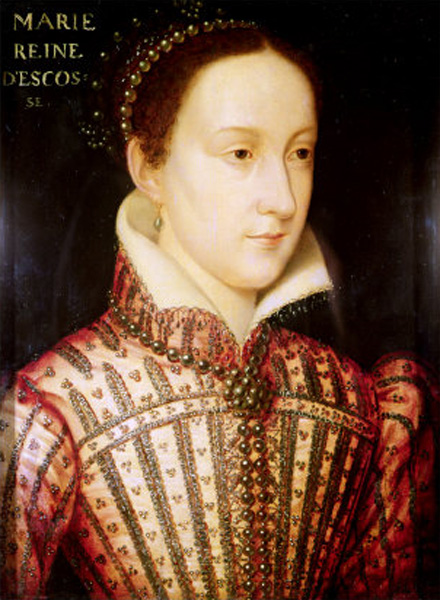 MARIE
REINE
D'ESCOS-
SE.